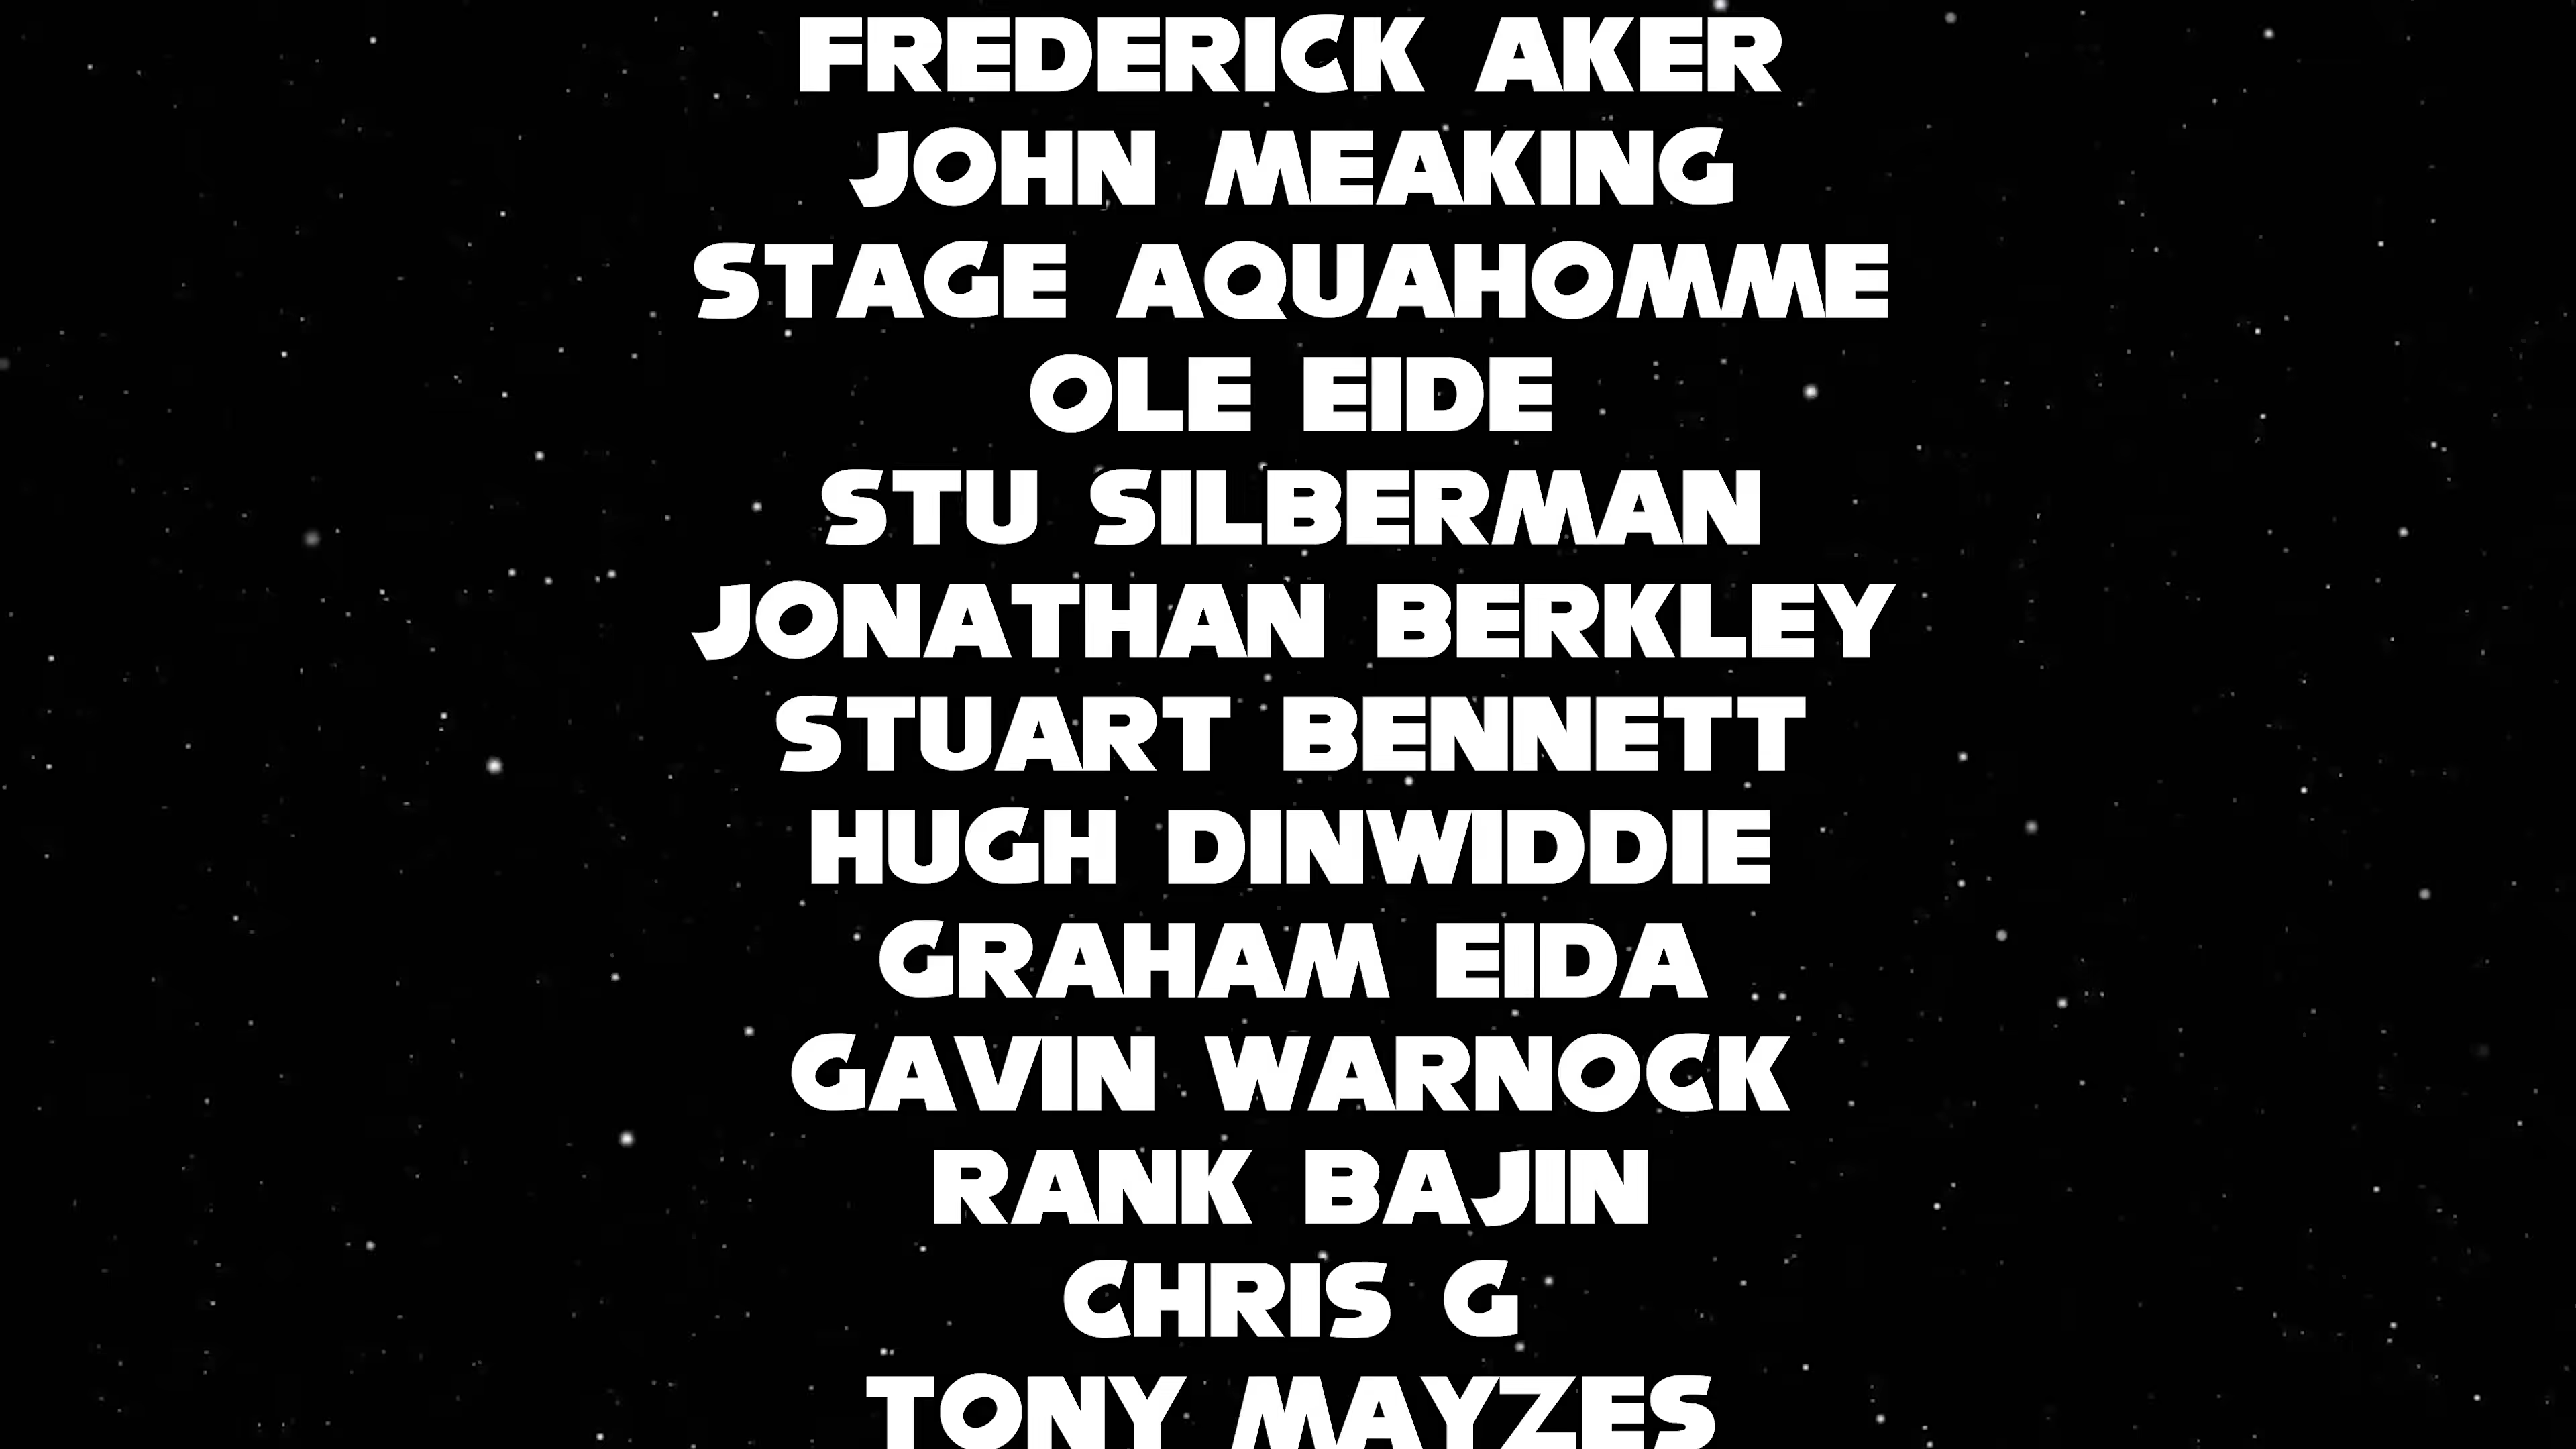 FREDERICK AKER
JOHN MEAKING
STAGE AQUAHOMME
OLE EIDE
STU SILBERMAN
JONATHAN BERKLEY
STUART BENNETT
HUGH DINWIDDIE
GRAHAM EIDA
GAVIN WARNOCK
RANK BAJIN
CHRIS G
TONY MAYZES